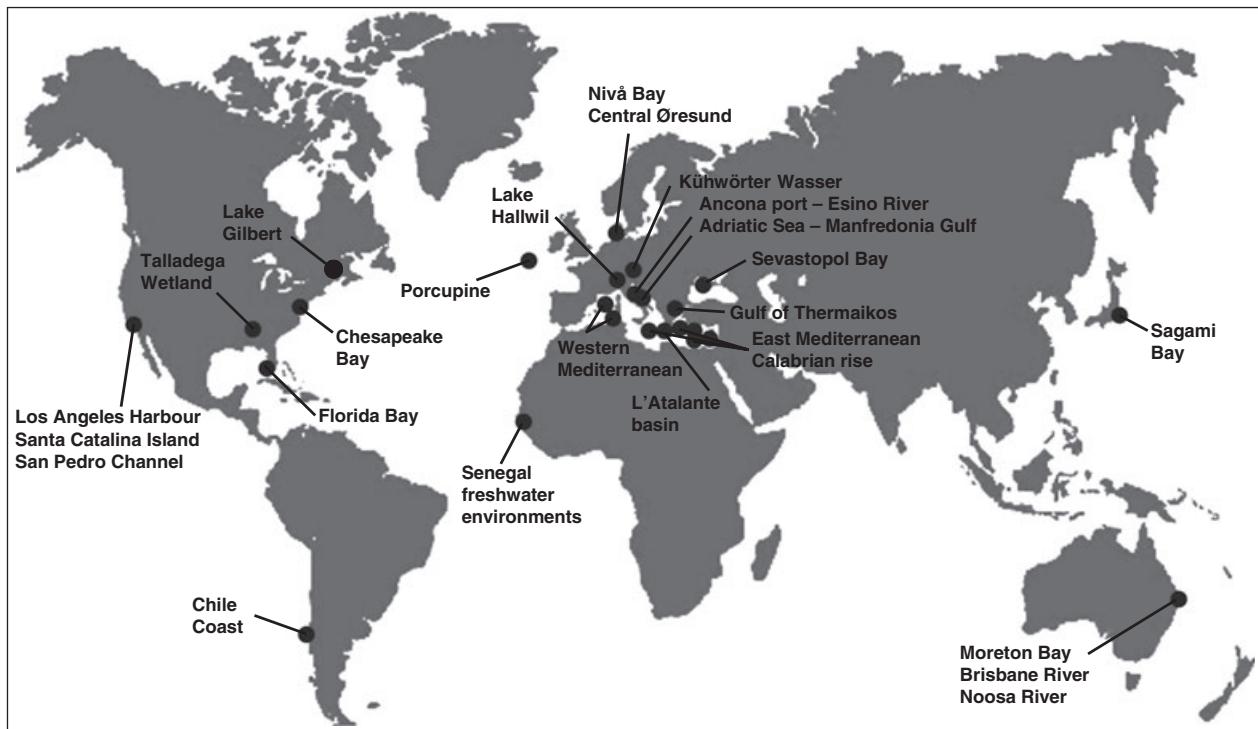 Nivå Bay
Central Øresund
Kühwörter Wasser
Ancona port – Esino River
Adriatic Sea – Manfredonia Gulf
Lake
Hallwil
Lake
Gilbert
Talladega
Wetland
Sevastopol Bay
Porcupine
Gulf of Thermaikos
Chesapeake
Bay
East Mediterranean
Calabrian rise
Sagami
Bay
Western
Mediterranean
L'Atalante
basin
Los Angeles Harbour
Santa Catalina Island
San Pedro Channel
Florida Bay
Senegal
freshwater
environments
Chile
Coast
Moreton Bay
Brisbane River
Noosa River